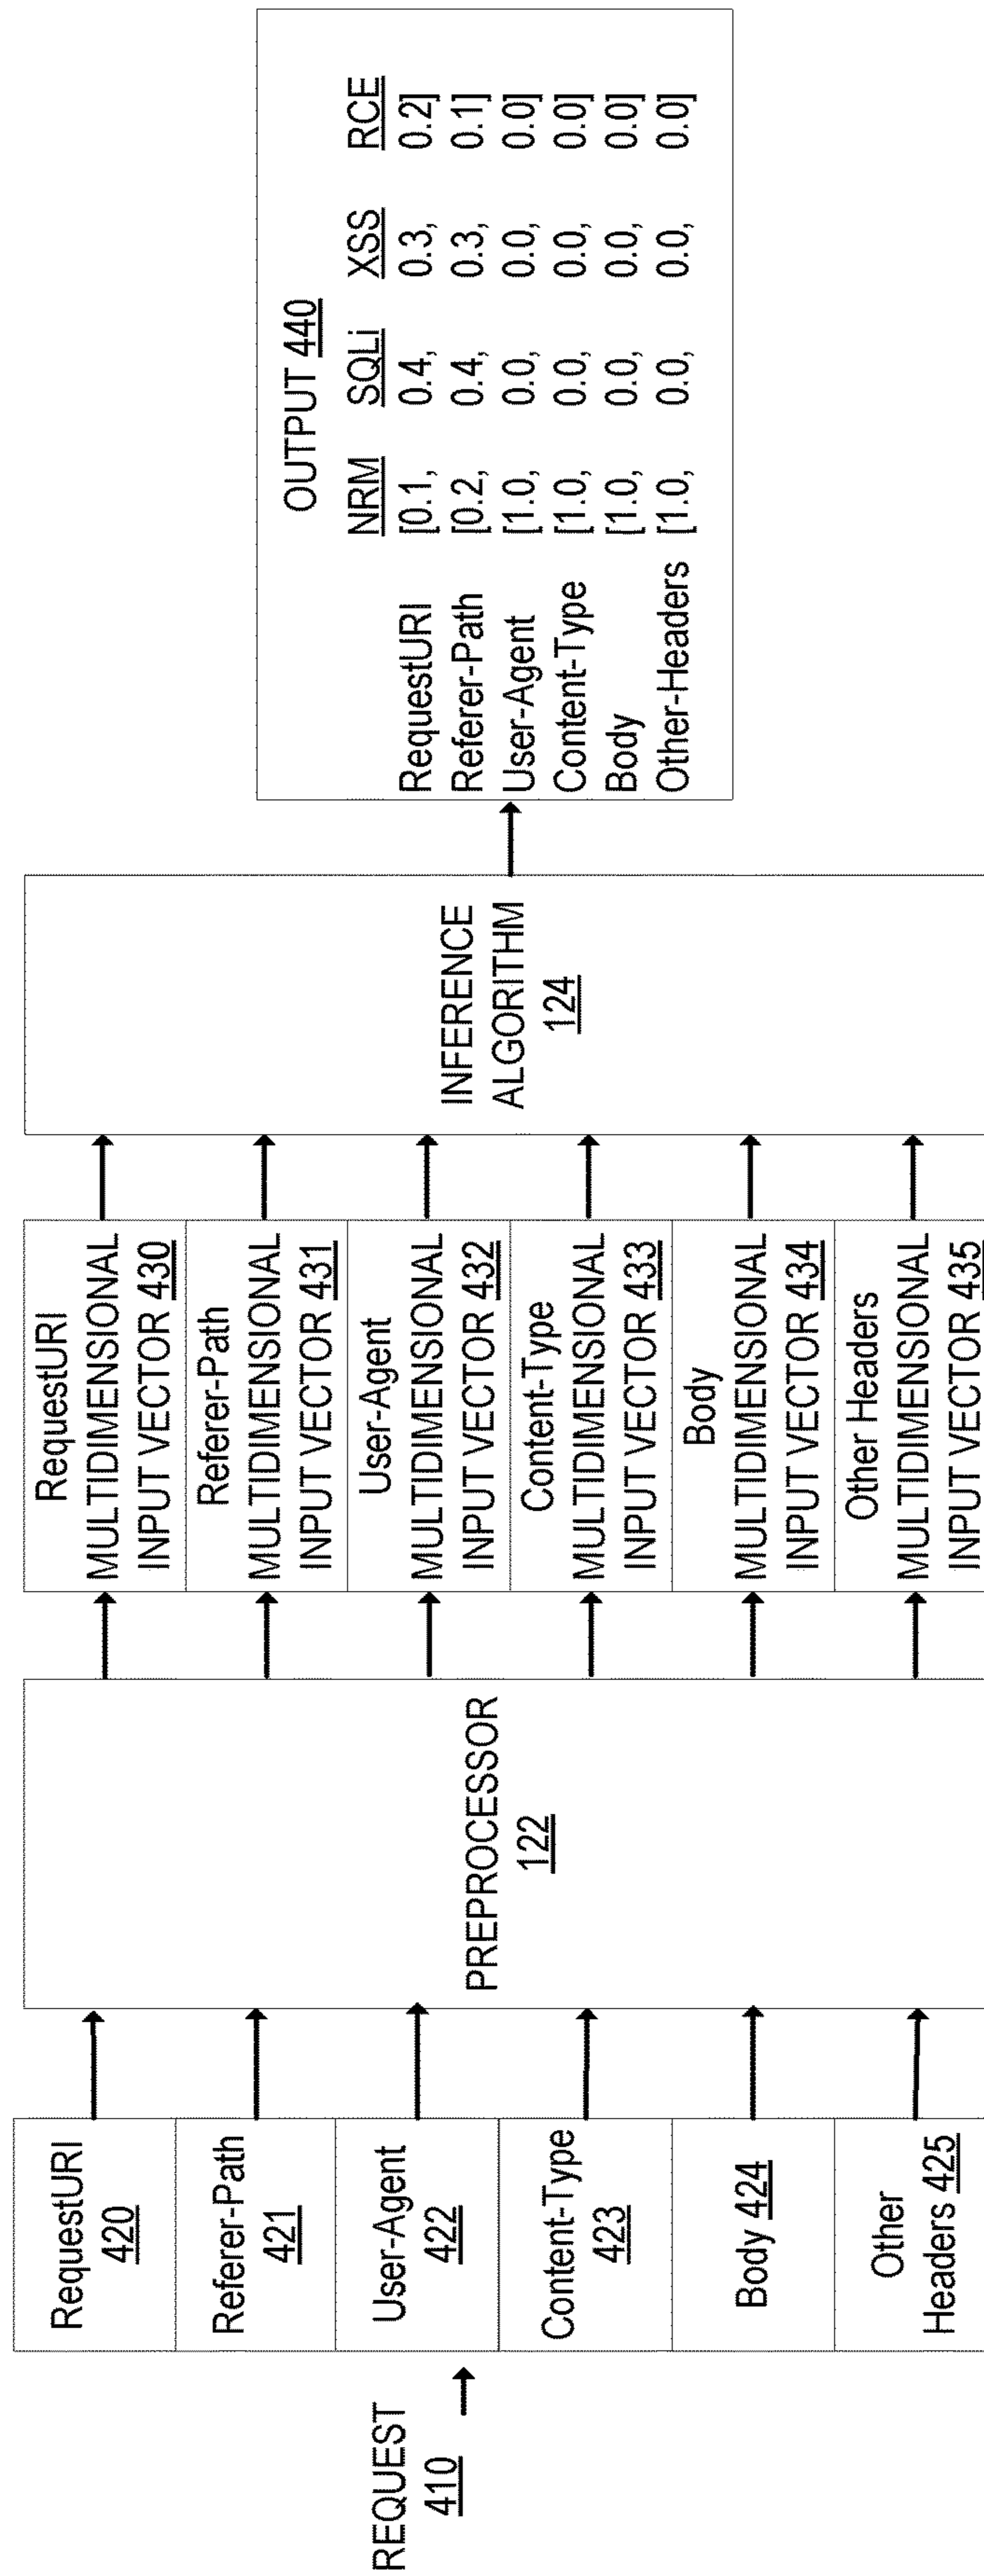 REQUEST
410
RequestURI
420
Referer-Path
421
User-Agent
422
Content-Type
423
Body 424
Other
Headers 425
PREPROCESSOR
122
RequestURI
MULTIDIMENSIONAL
INPUT VECTOR 430
Referer-Path
MULTIDIMENSIONAL
INPUT VECTOR 431
User-Agent
MULTIDIMENSIONAL
INPUT VECTOR 432
Content-Type
MULTIDIMENSIONAL
INPUT VECTOR 433
Body
MULTIDIMENSIONAL
INPUT VECTOR 434
Other Headers
MULTIDIMENSIONAL
INPUT VECTOR 435
INFERENCE
ALGORITHM
124
OUTPUT 440
NRM SQLi XSS RCE
RequestURI [0.1, 0.4, 0.3, 0.2]
Referer-Path [0.2, 0.4, 0.3, 0.1]
User-Agent [1.0, 0.0, 0.0, 0.0]
Content-Type [1.0, 0.0, 0.0, 0.0]
Body [1.0, 0.0, 0.0, 0.0]
Other-Headers [1.0, 0.0, 0.0, 0.0]